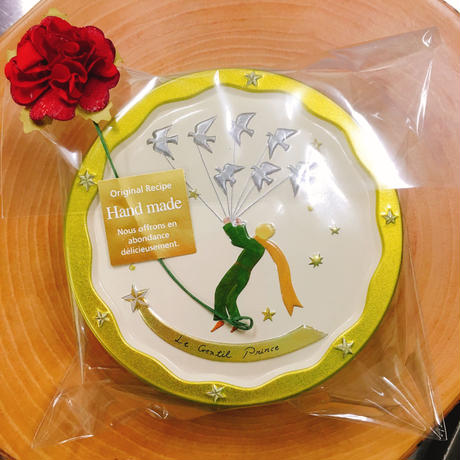 Original Recipe
Hand made
Nous offrons en
abondance
délicieusement.
Le Gentil Prince